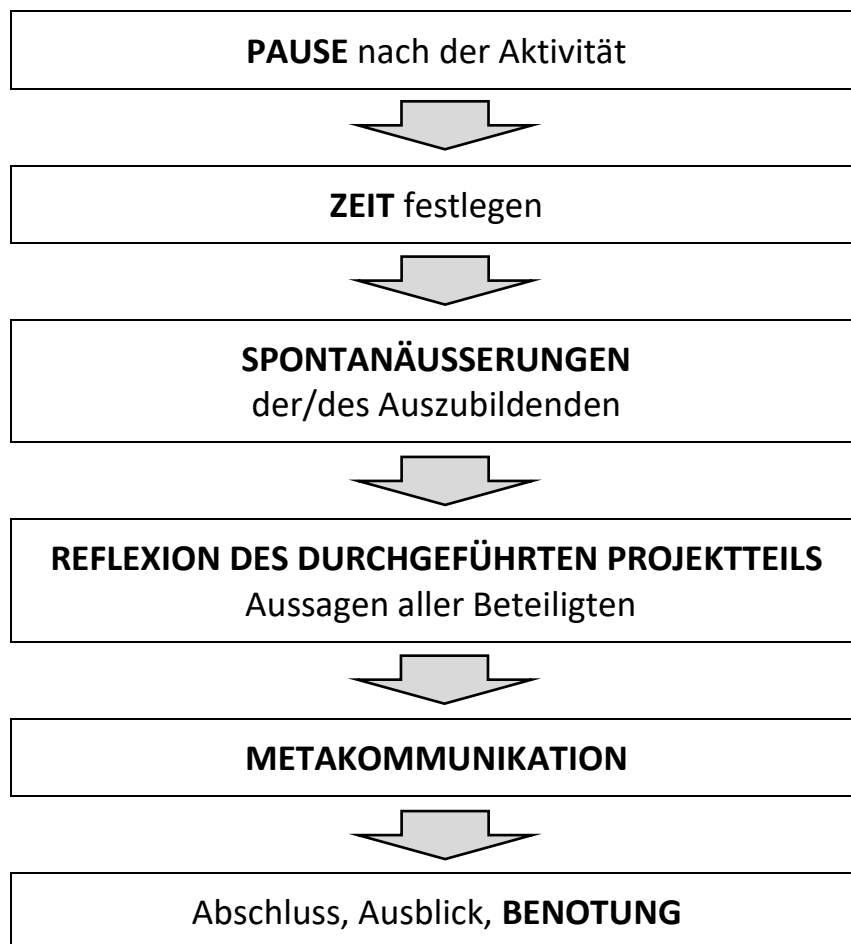 PAUSE nach der Aktivität
ZEIT festlegen
SPONTANÄUSSERUNGEN
der/des Auszubildenden
REFLEXION DES DURCHGEFÜHRTEN PROJEKTTEILS
Aussagen aller Beteiligten
METAKOMMUNIKATION
Abschluss, Ausblick, BENOTUNG